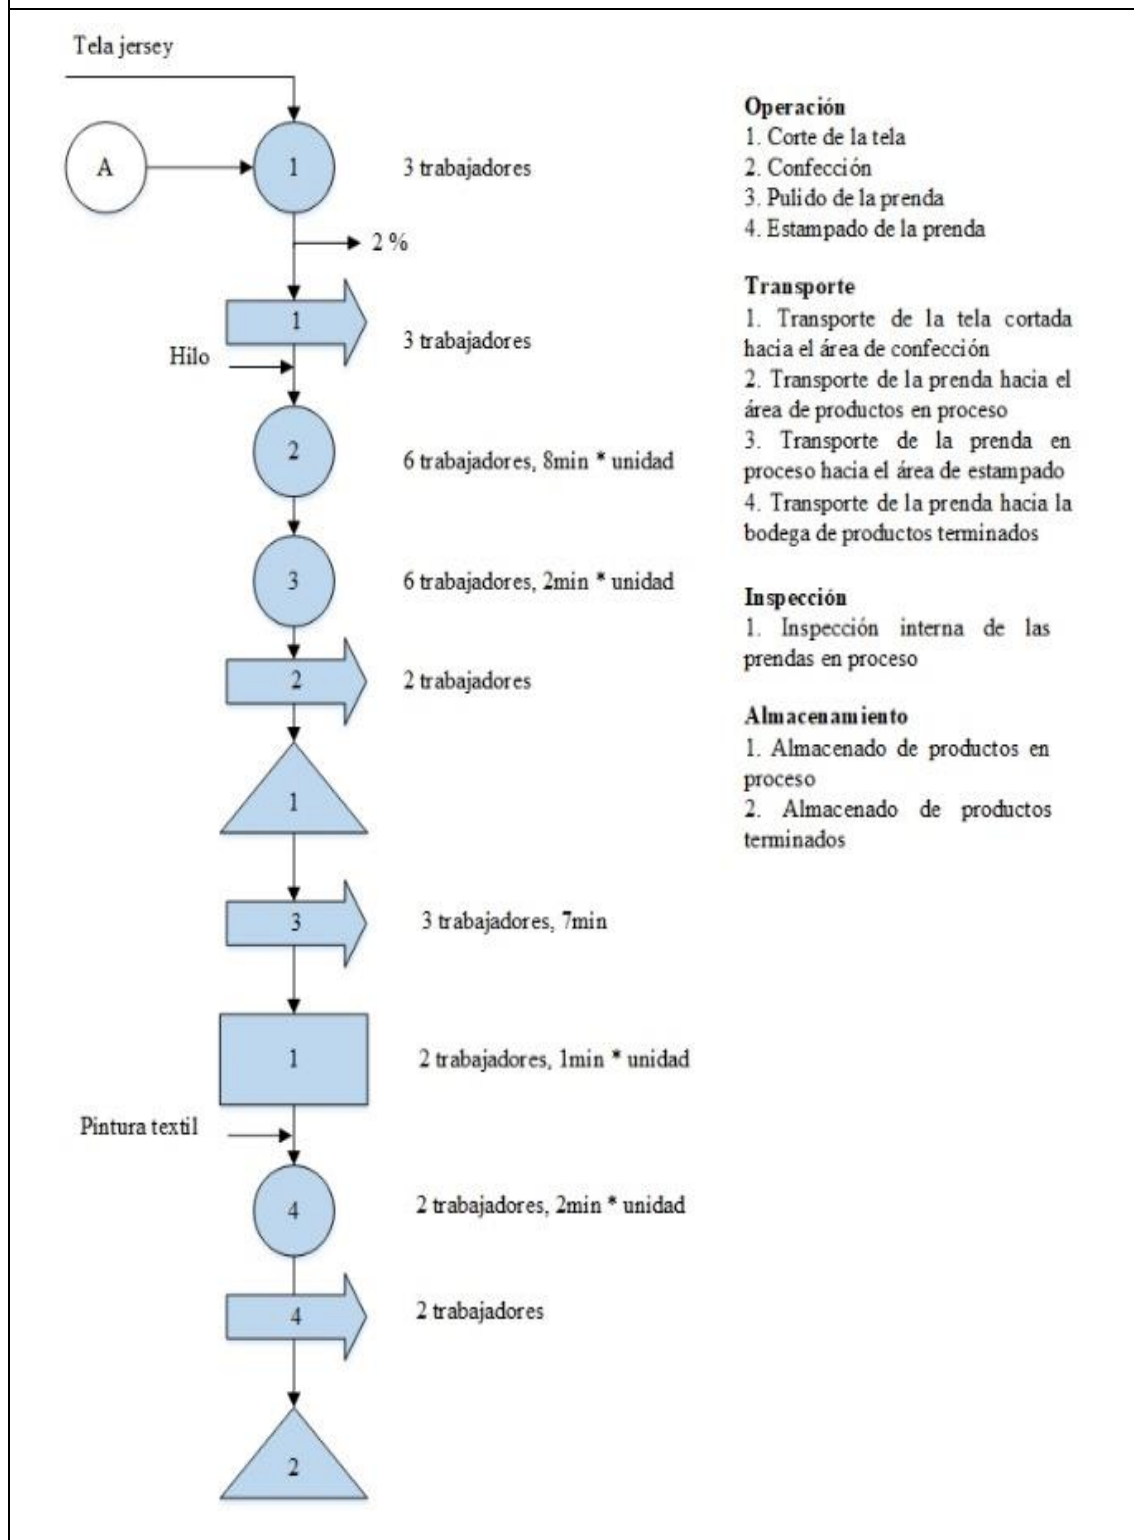 Tela jersey
A
1
3 trabajadores
2 %
1
3 trabajadores
Hilo
2
6 trabajadores, 8min * unidad
3
6 trabajadores, 2min * unidad
2
2 trabajadores
1
3
3 trabajadores, 7min
1
2 trabajadores, 1min * unidad
Pintura textil
4
2 trabajadores, 2min * unidad
4
2 trabajadores
2
Operación
1. Corte de la tela
2. Confección
3. Pulido de la prenda
4. Estampado de la prenda
Transporte
1. Transporte de la tela cortada
hacia el área de confección
2. Transporte de la prenda hacia el
área de productos en proceso
3. Transporte de la prenda en
proceso hacia el área de estampado
4. Transporte de la prenda hacia la
bodega de productos terminados
Inspección
1. Inspección interna de las
prendas en proceso
Almacenamiento
1. Almacenado de productos en
proceso
2. Almacenado de productos
terminados